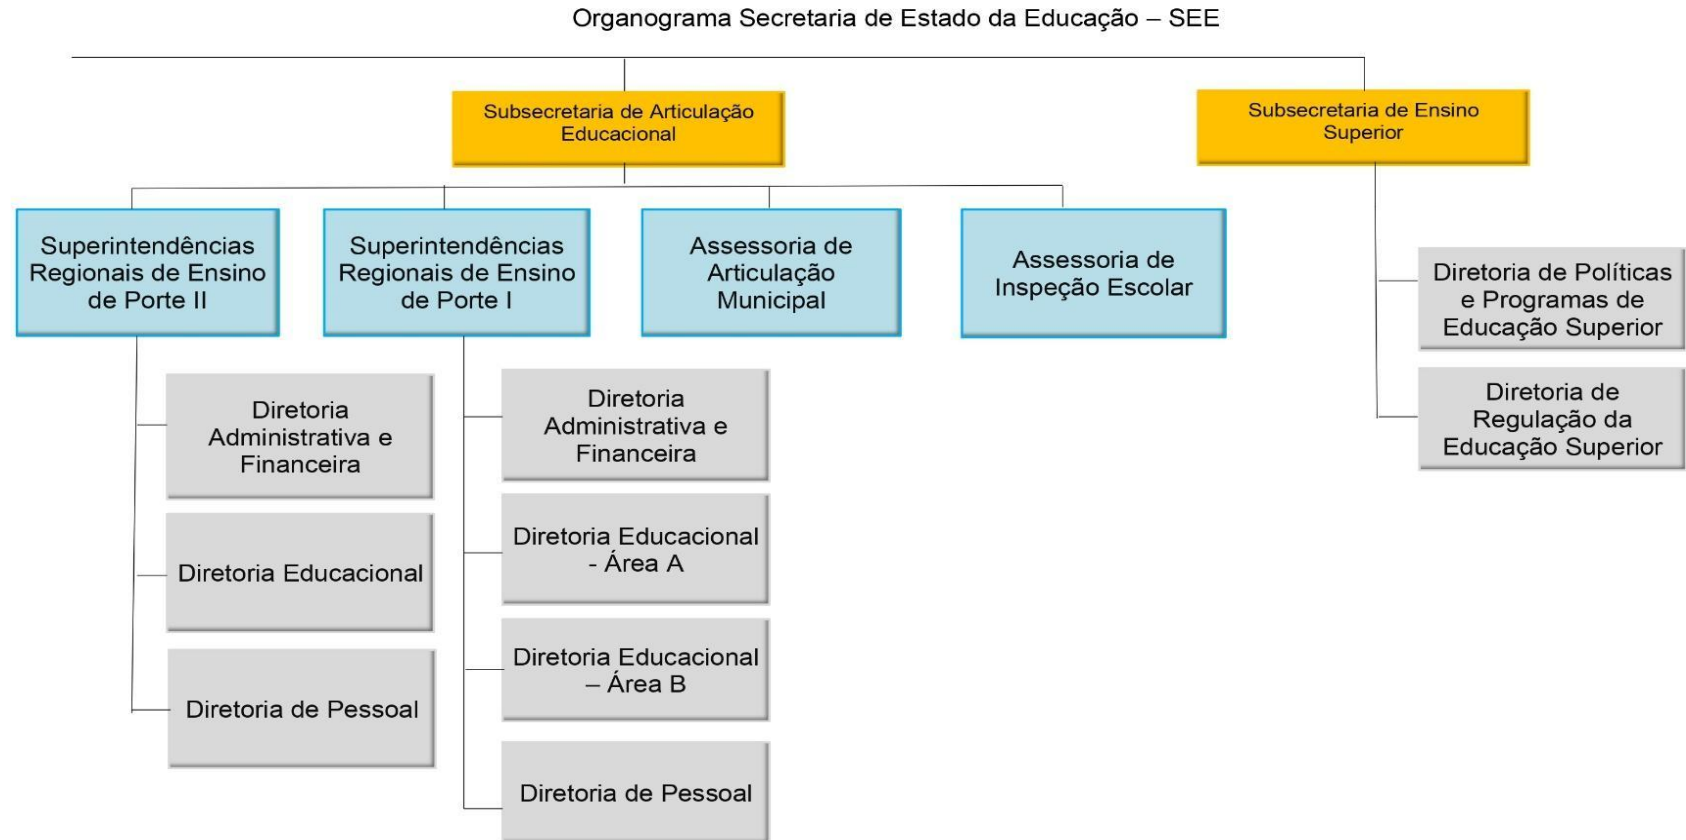 Organograma Secretaria de Estado da Educação – SEE
Subsecretaria de Articulação
Educacional
Subsecretaria de Ensino
Superior
Superintendências
Regionais de Ensino
de Porte II
Superintendências
Regionais de Ensino
de Porte I
Assessoria de
Articulação
Municipal
Assessoria de
Inspeção Escolar
Diretoria
Administrativa e
Financeira
Diretoria Educacional
Diretoria de Pessoal
Diretoria
Administrativa e
Financeira
Diretoria Educacional
- Área A
Diretoria Educacional
– Área B
Diretoria de Pessoal
Diretoria de Políticas
e Programas de
Educação Superior
Diretoria de
Regulação da
Educação Superior